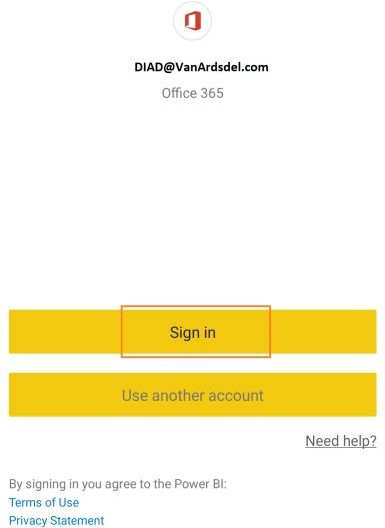 DIAD@VanArdsdel.com
Office 365
Sign in
Use another account
Need help?
By signing in you agree to the Power BI:
Terms of Use
Privacy Statement